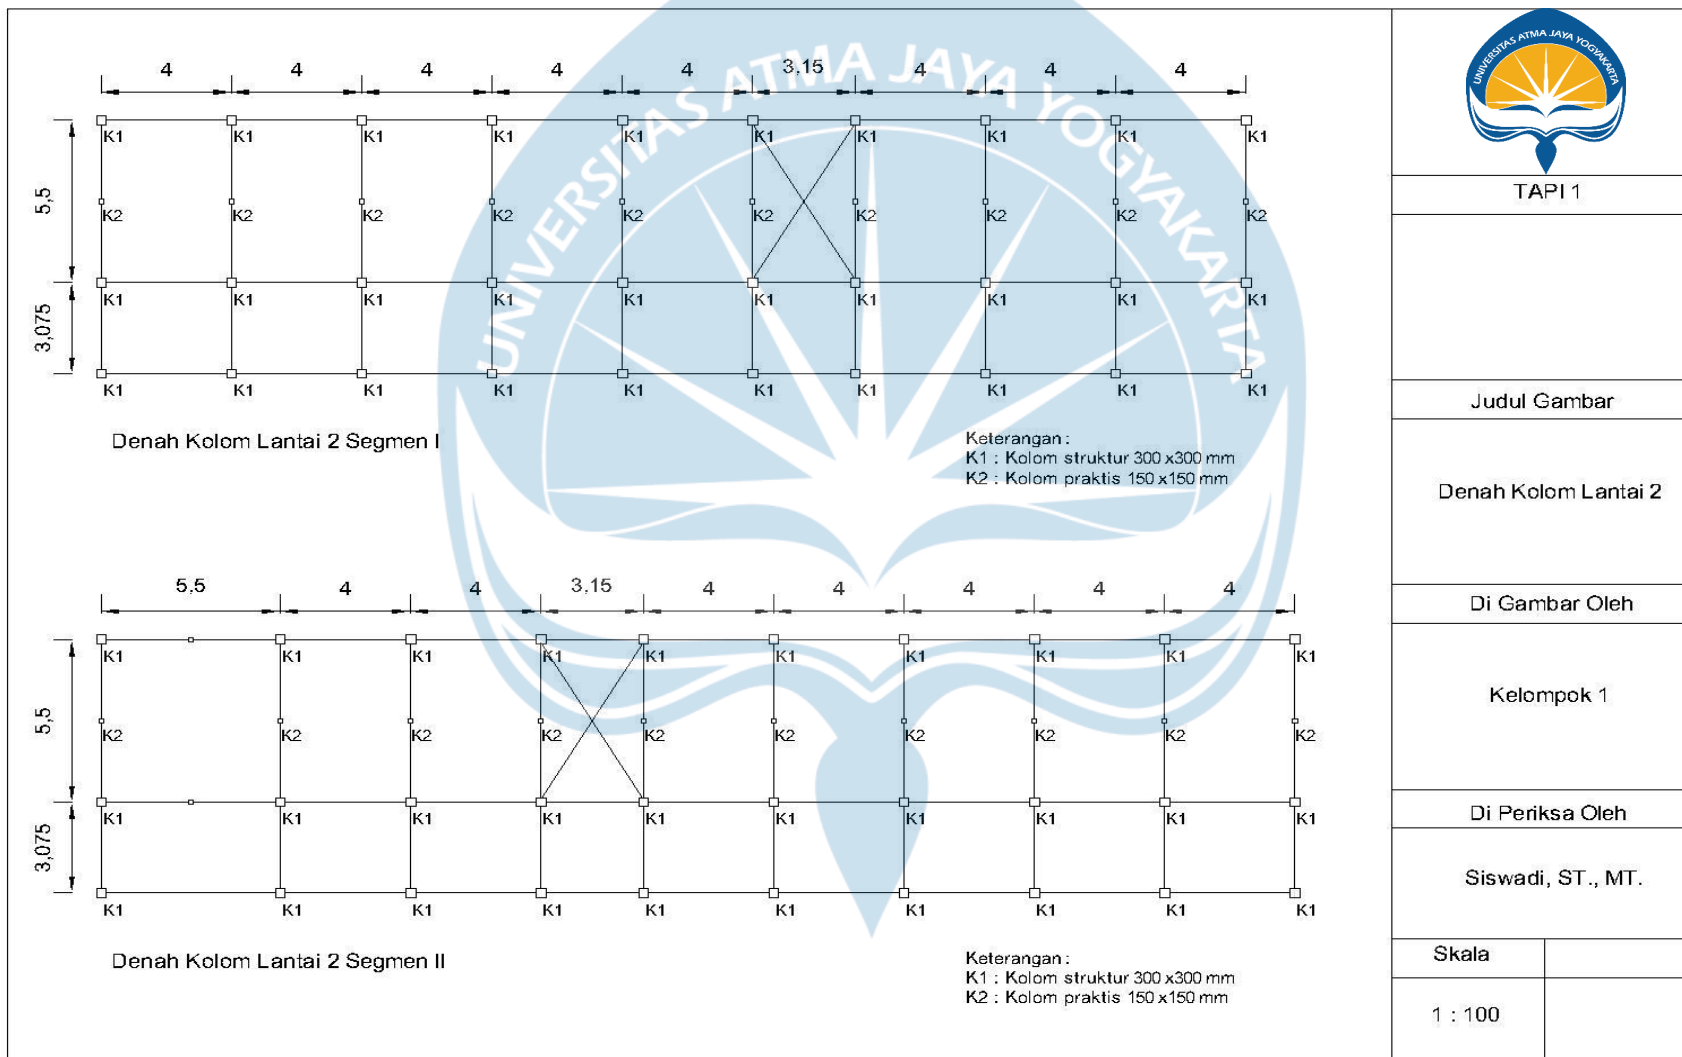 4 4 4 4 4 3,15 4 4 4
K1 K1 K1 K1 K1 K1 K1 K1 K1 K1
5,5
K2 K2 K2 K2 K2 K2 K2 K2 K2 K2
K1 K1 K1 K1 K1 K1 K1 K1 K1 K1
3,075
K1 K1 K1 K1 K1 K1 K1 K1 K1 K1
Denah Kolom Lantai 2 Segmen I
Keterangan :
K1 : Kolom struktur 300 x300 mm
K2 : Kolom praktis 150 x150 mm
5,5 4 4 3,15 4 4 4 4 4
K1 K1 K1 K1 K1 K1 K1 K1 K1 K1
5,5
K2 K2 K2 K2 K2 K2 K2 K2 K2 K2
K1 K1 K1 K1 K1 K1 K1 K1 K1 K1
3,075
K1 K1 K1 K1 K1 K1 K1 K1 K1 K1
Denah Kolom Lantai 2 Segmen II
Keterangan :
K1 : Kolom struktur 300 x300 mm
K2 : Kolom praktis 150 x150 mm
UNIVERSITAS ATMA JAYA YOGYAKARTA
UNIVERSITAS ATMA JAYA YOGYAKARTA
TAPI 1
Judul Gambar
Denah Kolom Lantai 2
Di Gambar Oleh
Kelompok 1
Di Periksa Oleh
Siswadi, ST., MT.
Skala
1 : 100